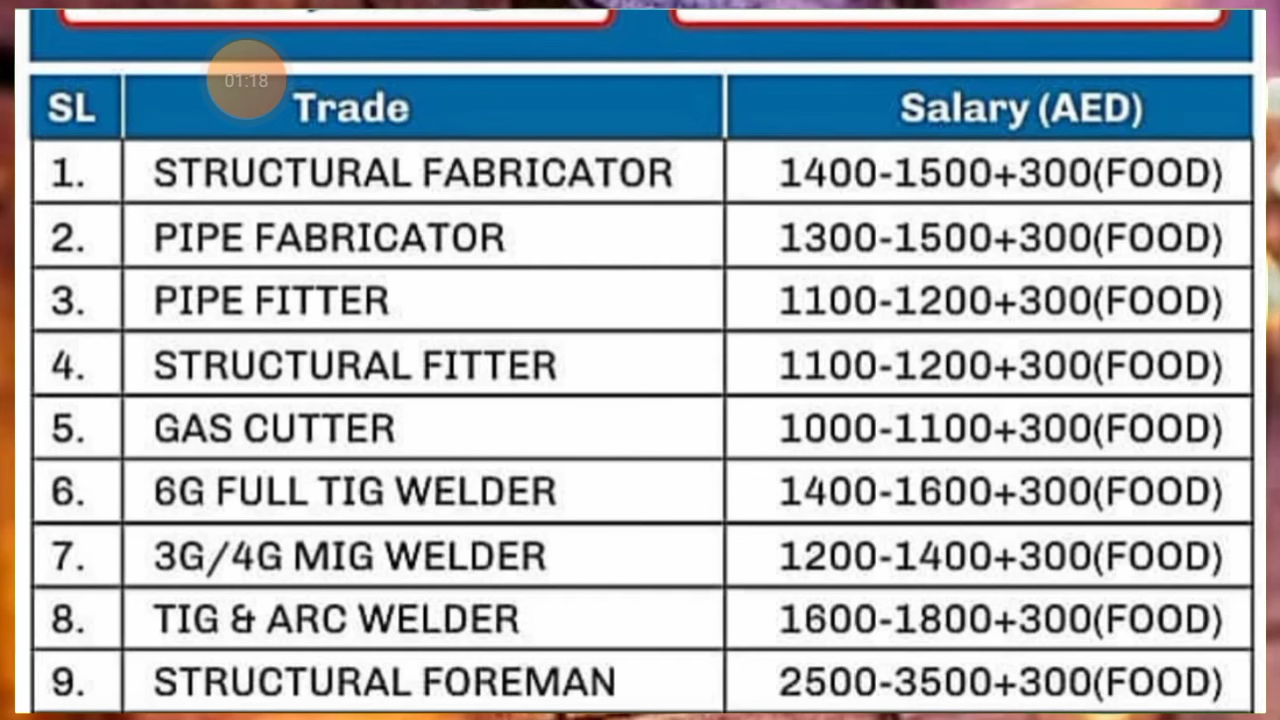 01:18
SL Trade Salary (AED)
1. STRUCTURAL FABRICATOR 1400-1500+300(FOOD)
2. PIPE FABRICATOR 1300-1500+300(FOOD)
3. PIPE FITTER 1100-1200+300(FOOD)
4. STRUCTURAL FITTER 1100-1200+300(FOOD)
5. GAS CUTTER 1000-1100+300(FOOD)
6. 6G FULL TIG WELDER 1400-1600+300(FOOD)
7. 3G/4G MIG WELDER 1200-1400+300(FOOD)
8. TIG & ARC WELDER 1600-1800+300(FOOD)
9. STRUCTURAL FOREMAN 2500-3500+300(FOOD)